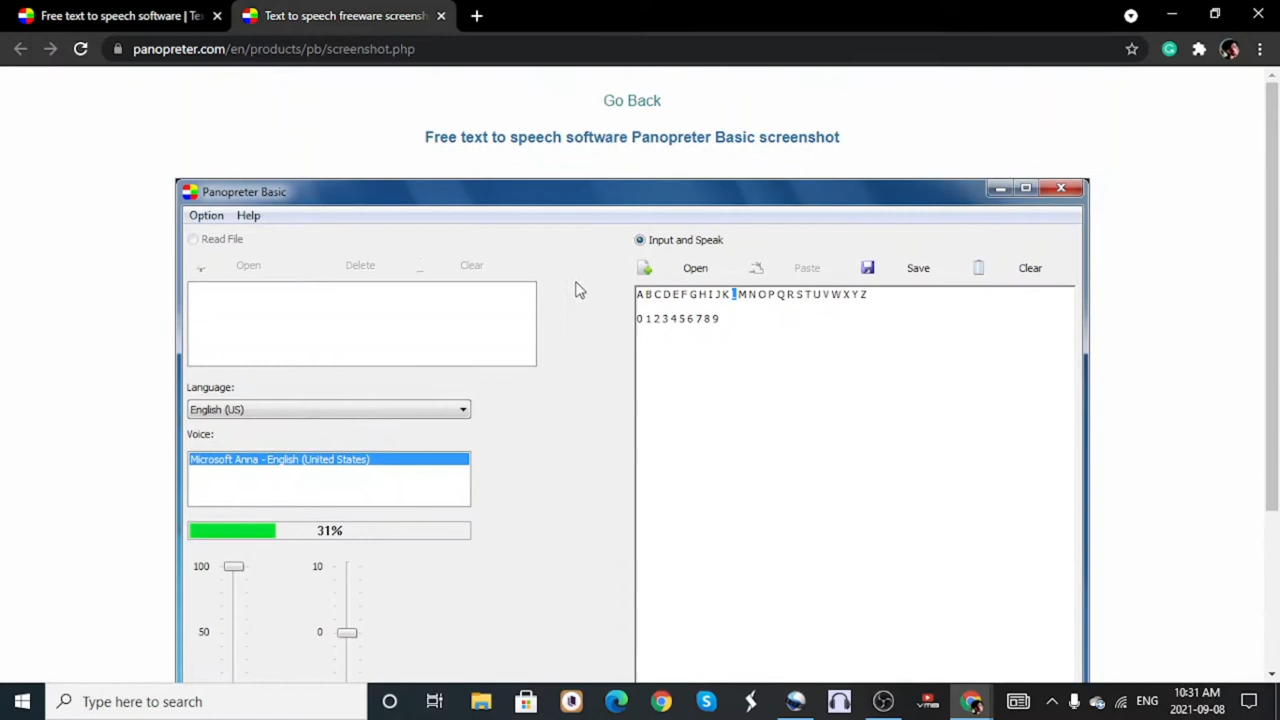 Free text to speech software | Te
Text to speech freeware screensh
panopreter.com/en/products/pb/screenshot.php
Go Back
Free text to speech software Panopreter Basic screenshot
Panopreter Basic
Option Help
Read File
Input and Speak
Open Delete Clear
Open Paste Save Clear
A B C D E F G H I J K L M N O P Q R S T U V W X Y Z
0 1 2 3 4 5 6 7 8 9
Language:
English (US)
Voice:
Microsoft Anna - English (United States)
31%
100 10
50 0
Type here to search
ENG
10:31 AM
2021-09-08